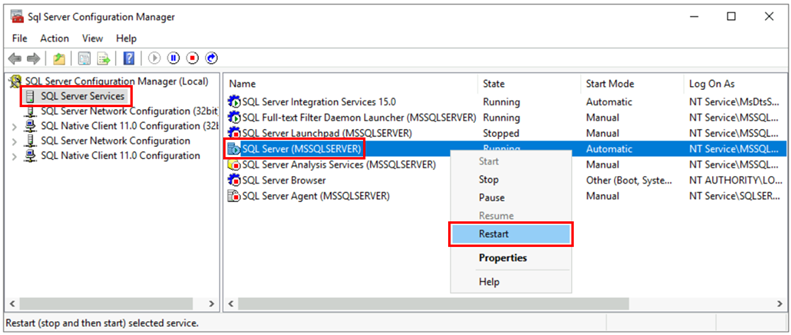 Sql Server Configuration Manager
File Action View Help
SQL Server Configuration Manager (Local)
SQL Server Services
SQL Server Network Configuration (32bit)
SQL Native Client 11.0 Configuration (32bi
SQL Server Network Configuration
SQL Native Client 11.0 Configuration
Name State Start Mode Log On As
SQL Server Integration Services 15.0 Running Automatic NT Service\MsDtsS...
SQL Full-text Filter Daemon Launcher (MSSQLSERVER) Running Manual NT Service\MSSQL...
SQL Server Launchpad (MSSQLSERVER) Stopped Manual NT Service\MSSQL...
SQL Server (MSSQLSERVER) Running Automatic NT Service\MSSQL...
SQL Server Analysis Services (MSSQLSERVER) Manual NT Service\MSSQL...
SQL Server Browser Other (Boot, Syste... NT AUTHORITY\LO...
SQL Server Agent (MSSQLSERVER) Manual NT Service\SQLSER...
Start
Stop
Pause
Resume
Restart
Properties
Help
Restart (stop and then start) selected service.